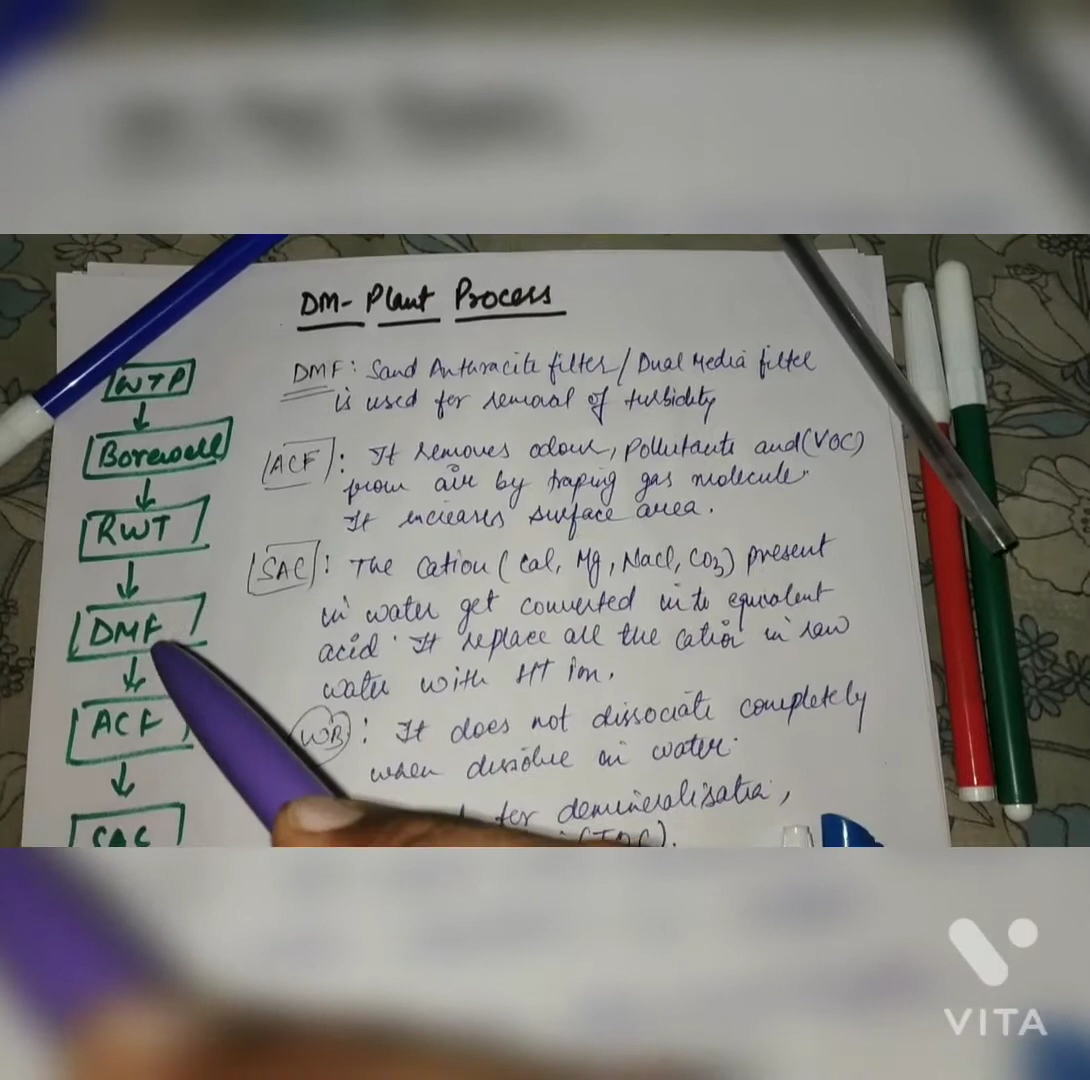 DM- Plant Process
WTP
Borewell
RWT
DMF
ACF
SAC
DMF: Sand Anthracite filter / Dual Media filter
is used for removal of turbidity
ACF: It removes odour, pollutants and (VOC)
from air by traping gas molecule.
It encicares surface area.
SAC: The Cation (Cal, Mg, Nacl, CO3) present
in water get converted into equivalent
acid. It replace all the cation in raw
water with H+ ion.
WB: It does not dissociate completely
when dissolve in water.
for demineralisatia,
VITA